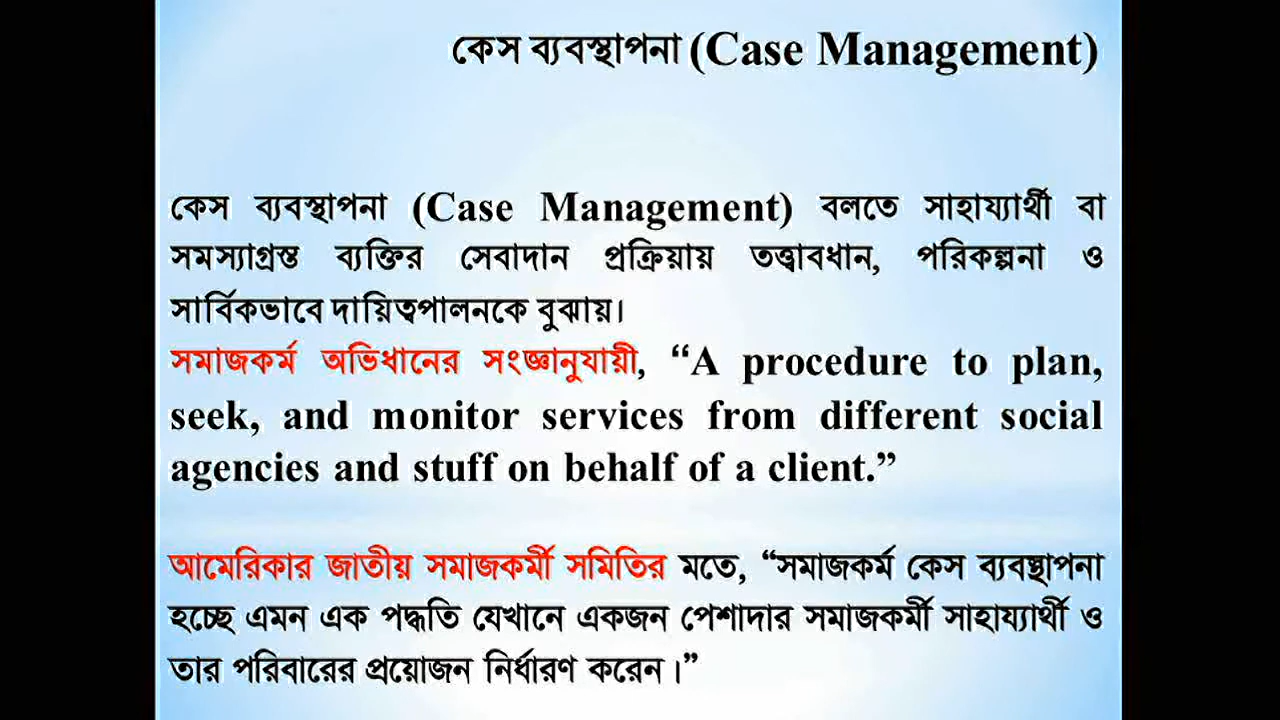 কেস ব্যবস্থাপনা (Case Management)
কেস ব্যবস্থাপনা (Case Management) বলতে সাহায্যার্থী বা
সমস্যাগ্রস্ত ব্যক্তির সেবাদান প্রক্রিয়ায় তত্ত্বাবধান, পরিকল্পনা ও
সার্বিকভাবে দায়িত্বপালনকে বুঝায়।
সমাজকর্ম অভিধানের সংজ্ঞানুযায়ী, “A procedure to plan,
seek, and monitor services from different social
agencies and stuff on behalf of a client.”
আমেরিকার জাতীয় সমাজকর্মী সমিতির মতে, “সমাজকর্ম কেস ব্যবস্থাপনা
হচ্ছে এমন এক পদ্ধতি যেখানে একজন পেশাদার সমাজকর্মী সাহায্যার্থী ও
তার পরিবারের প্রয়োজন নির্ধারণ করেন।”